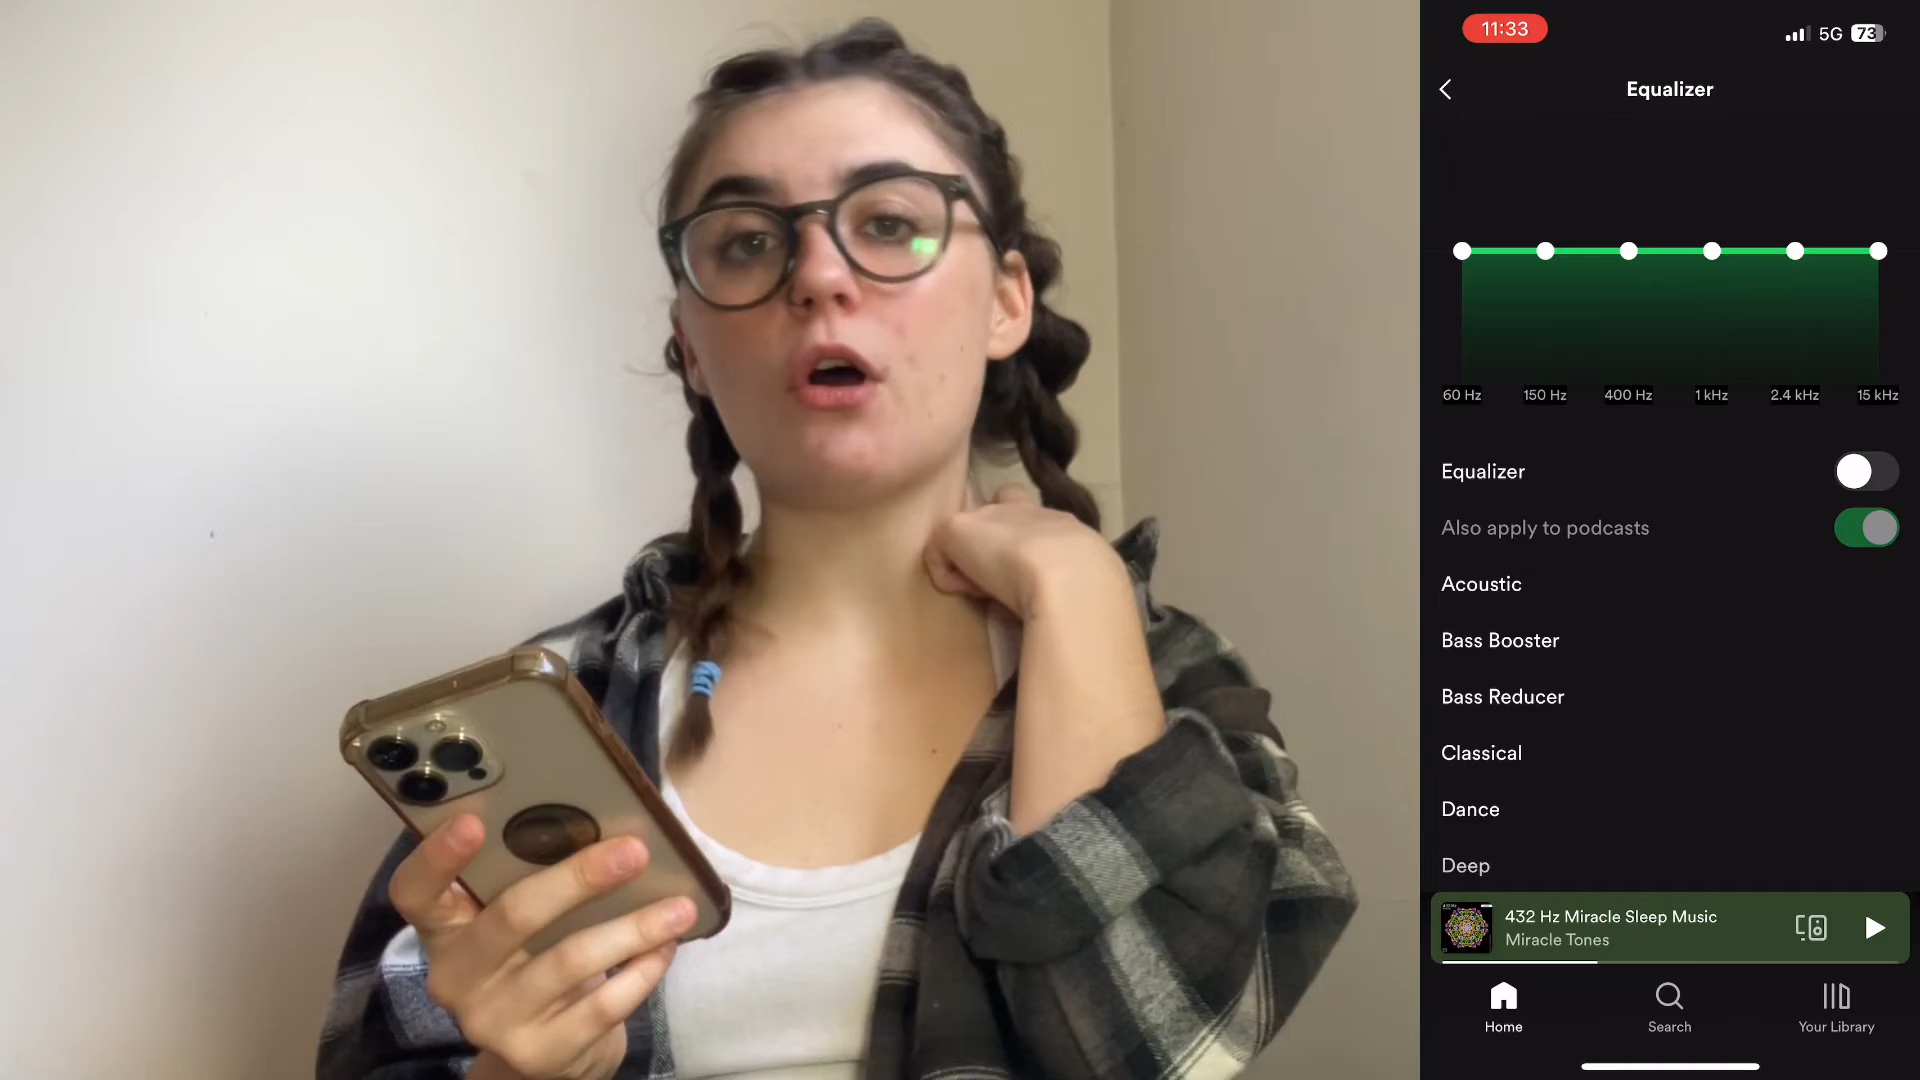 11:33
5G 73
Equalizer
60 Hz 150 Hz 400 Hz 1 kHz 2.4 kHz 15 kHz
Equalizer
Also apply to podcasts
Acoustic
Bass Booster
Bass Reducer
Classical
Dance
Deep
432 Hz Miracle Sleep Music
Miracle Tones
Home Search Your Library